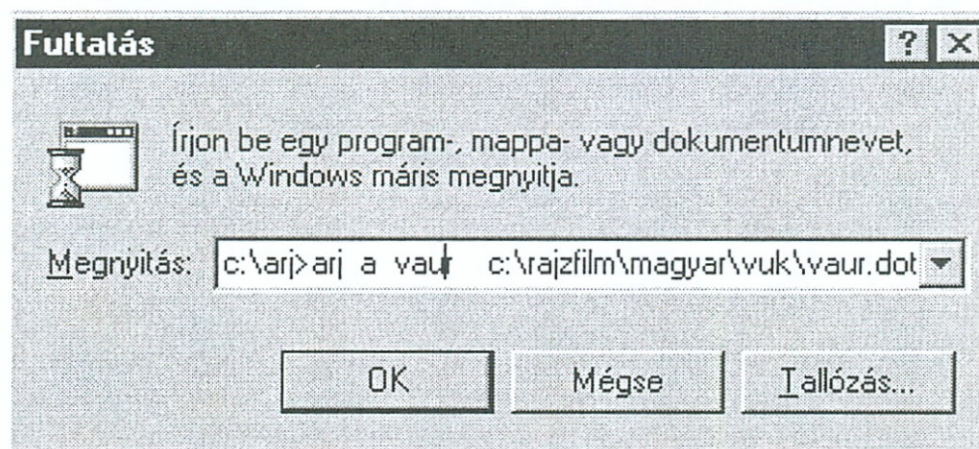 Futtatás
Írjon be egy program-, mappa- vagy dokumentumnevet,
és a Windows máris megnyitja.
Megnyitás: c:\arj>arj a vaur c:\rajzfilm\magyar\vuk\vaur.dot
OK Mégse Tallózás...